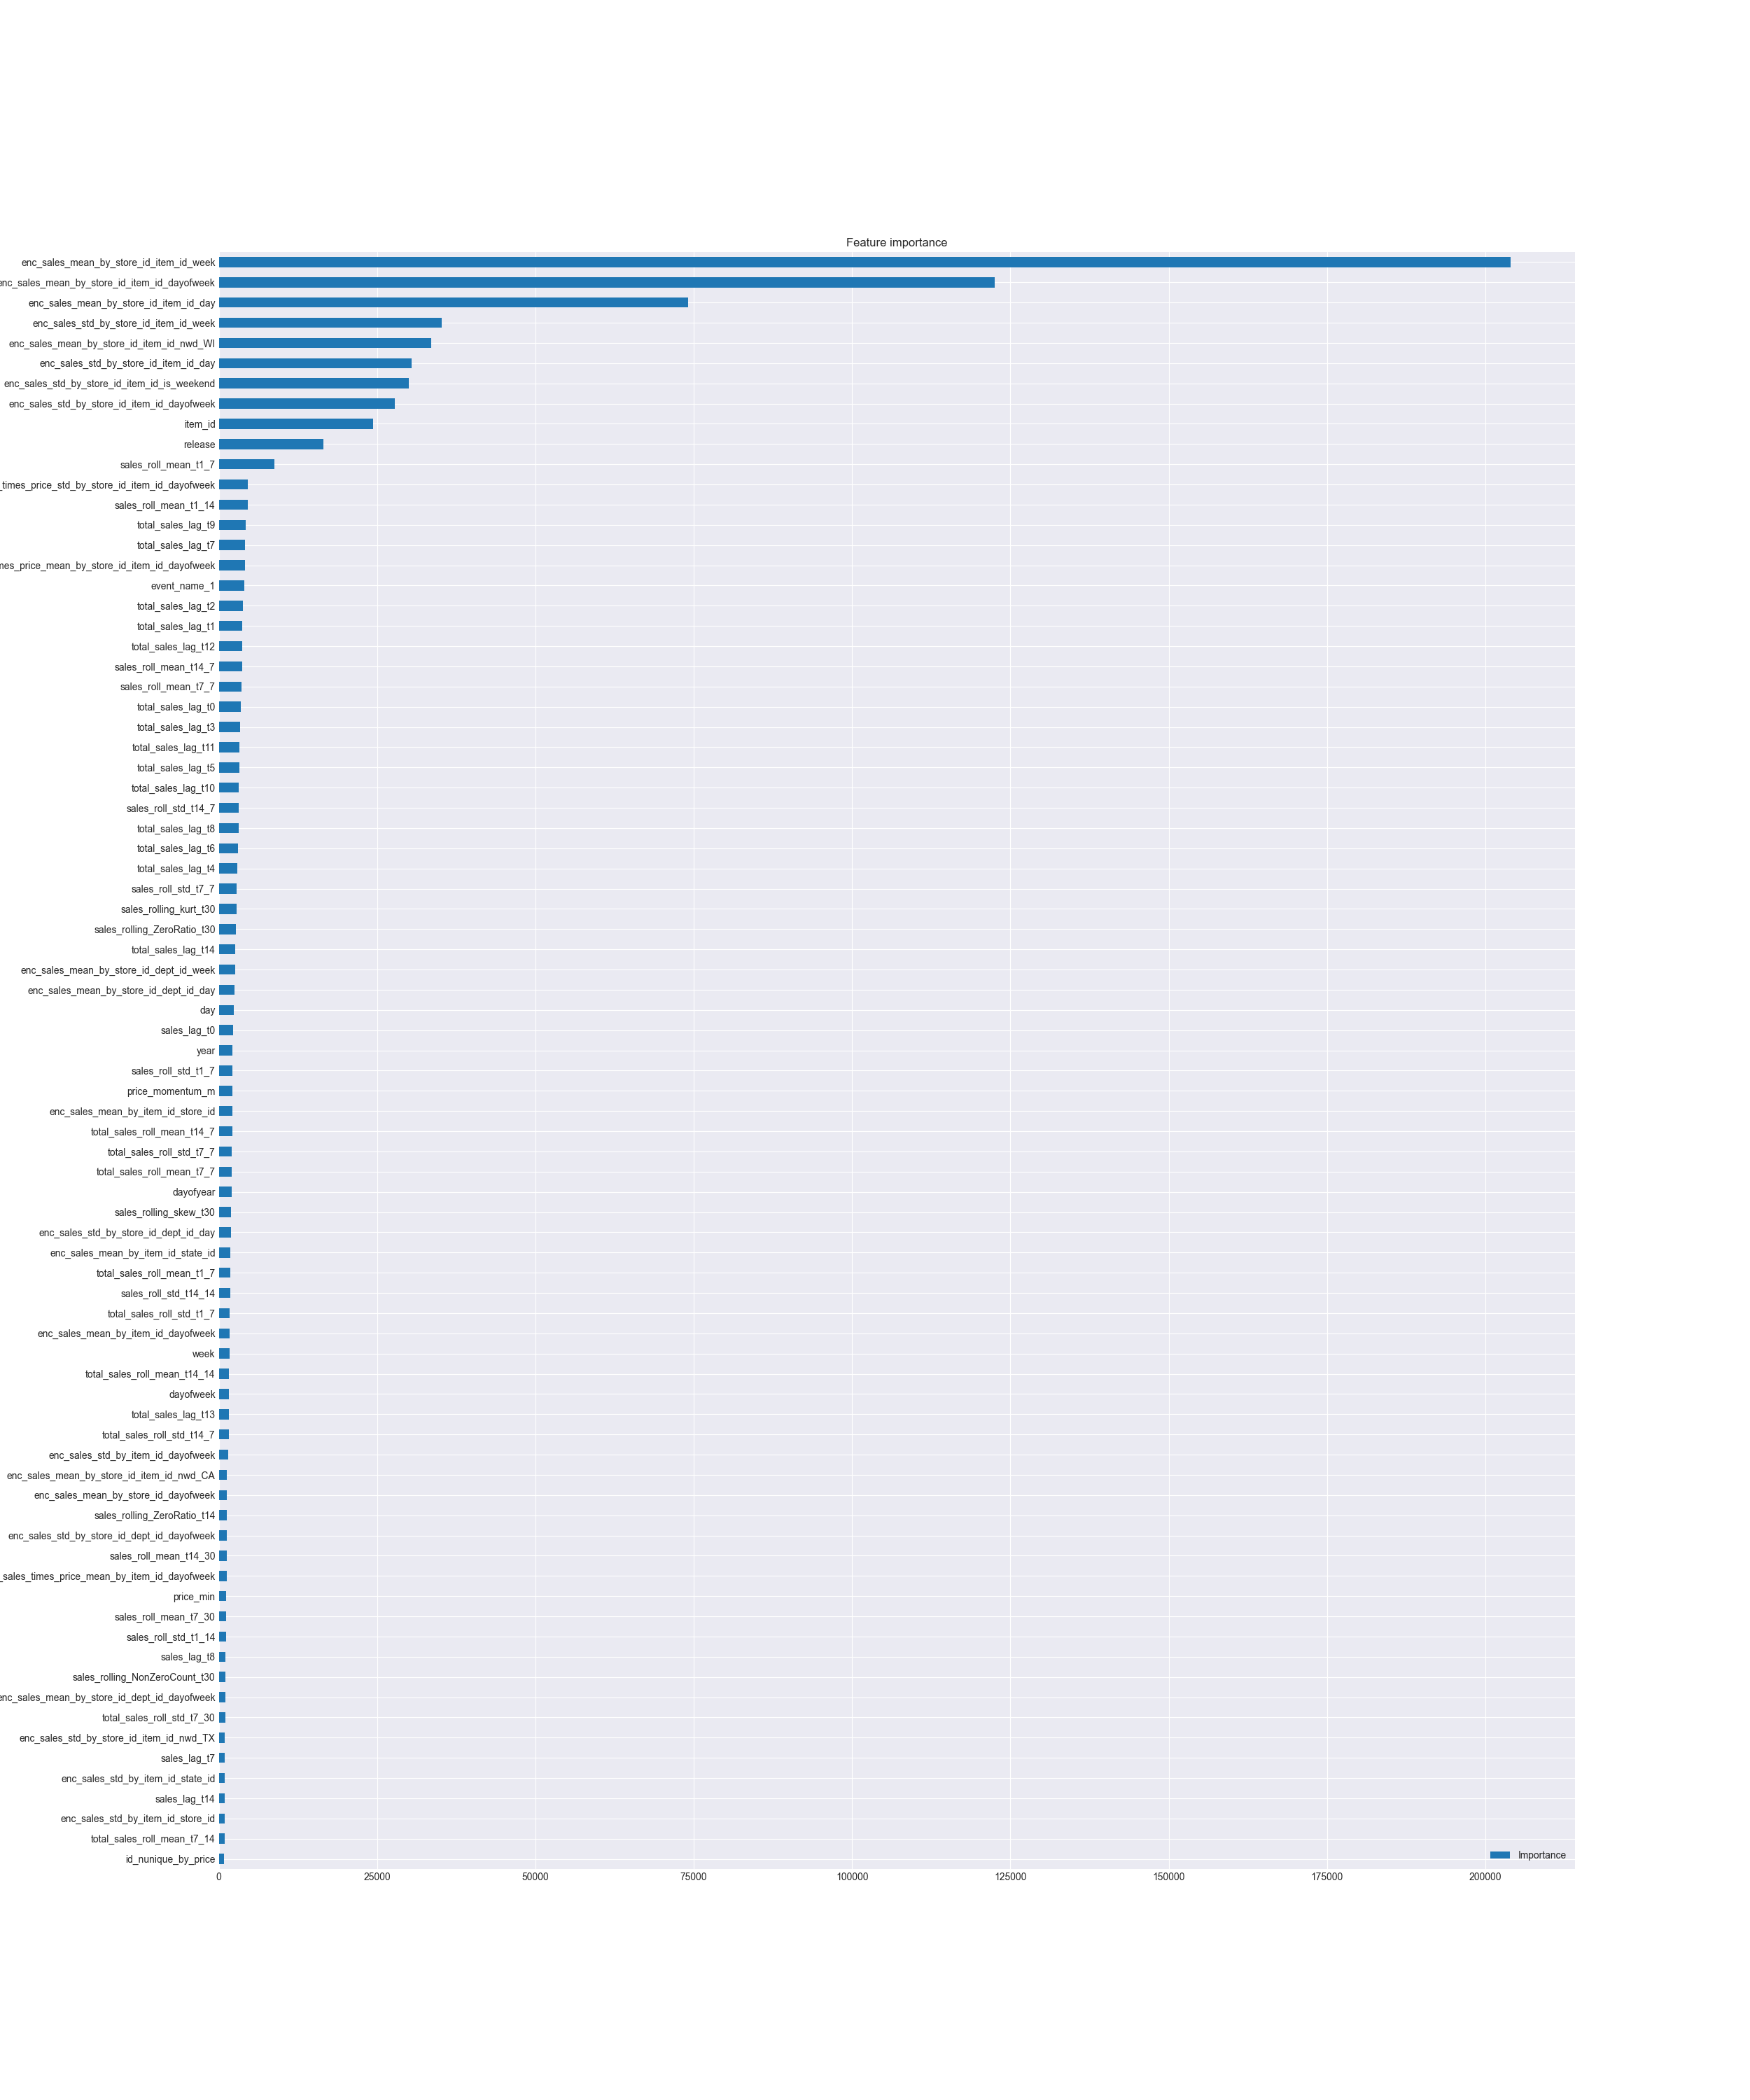 Feature importance
enc_sales_mean_by_store_id_item_id_week
enc_sales_mean_by_store_id_item_id_dayofweek
enc_sales_mean_by_store_id_item_id_day
enc_sales_std_by_store_id_item_id_week
enc_sales_mean_by_store_id_item_id_nwd_WI
enc_sales_std_by_store_id_item_id_day
enc_sales_std_by_store_id_item_id_is_weekend
enc_sales_std_by_store_id_item_id_dayofweek
item_id
release
sales_roll_mean_t1_7
_times_price_std_by_store_id_item_id_dayofweek
sales_roll_mean_t1_14
total_sales_lag_t9
total_sales_lag_t7
mes_price_mean_by_store_id_item_id_dayofweek
event_name_1
total_sales_lag_t2
total_sales_lag_t1
total_sales_lag_t12
sales_roll_mean_t14_7
sales_roll_mean_t7_7
total_sales_lag_t0
total_sales_lag_t3
total_sales_lag_t11
total_sales_lag_t5
total_sales_lag_t10
sales_roll_std_t14_7
total_sales_lag_t8
total_sales_lag_t6
total_sales_lag_t4
sales_roll_std_t7_7
sales_rolling_kurt_t30
sales_rolling_ZeroRatio_t30
total_sales_lag_t14
enc_sales_mean_by_store_id_dept_id_week
enc_sales_mean_by_store_id_dept_id_day
day
sales_lag_t0
year
sales_roll_std_t1_7
price_momentum_m
enc_sales_mean_by_item_id_store_id
total_sales_roll_mean_t14_7
total_sales_roll_std_t7_7
total_sales_roll_mean_t7_7
dayofyear
sales_rolling_skew_t30
enc_sales_std_by_store_id_dept_id_day
enc_sales_mean_by_item_id_state_id
total_sales_roll_mean_t1_7
sales_roll_std_t14_14
total_sales_roll_std_t1_7
enc_sales_mean_by_item_id_dayofweek
week
total_sales_roll_mean_t14_14
dayofweek
total_sales_lag_t13
total_sales_roll_std_t14_7
enc_sales_std_by_item_id_dayofweek
enc_sales_mean_by_store_id_item_id_nwd_CA
enc_sales_mean_by_store_id_dayofweek
sales_rolling_ZeroRatio_t14
enc_sales_std_by_store_id_dept_id_dayofweek
sales_roll_mean_t14_30
_sales_times_price_mean_by_item_id_dayofweek
price_min
sales_roll_mean_t7_30
sales_roll_std_t1_14
sales_lag_t8
sales_rolling_NonZeroCount_t30
enc_sales_mean_by_store_id_dept_id_dayofweek
total_sales_roll_std_t7_30
enc_sales_std_by_store_id_item_id_nwd_TX
sales_lag_t7
enc_sales_std_by_item_id_state_id
sales_lag_t14
enc_sales_std_by_item_id_store_id
total_sales_roll_mean_t7_14
id_nunique_by_price
Importance
0 25000 50000 75000 100000 125000 150000 175000 200000